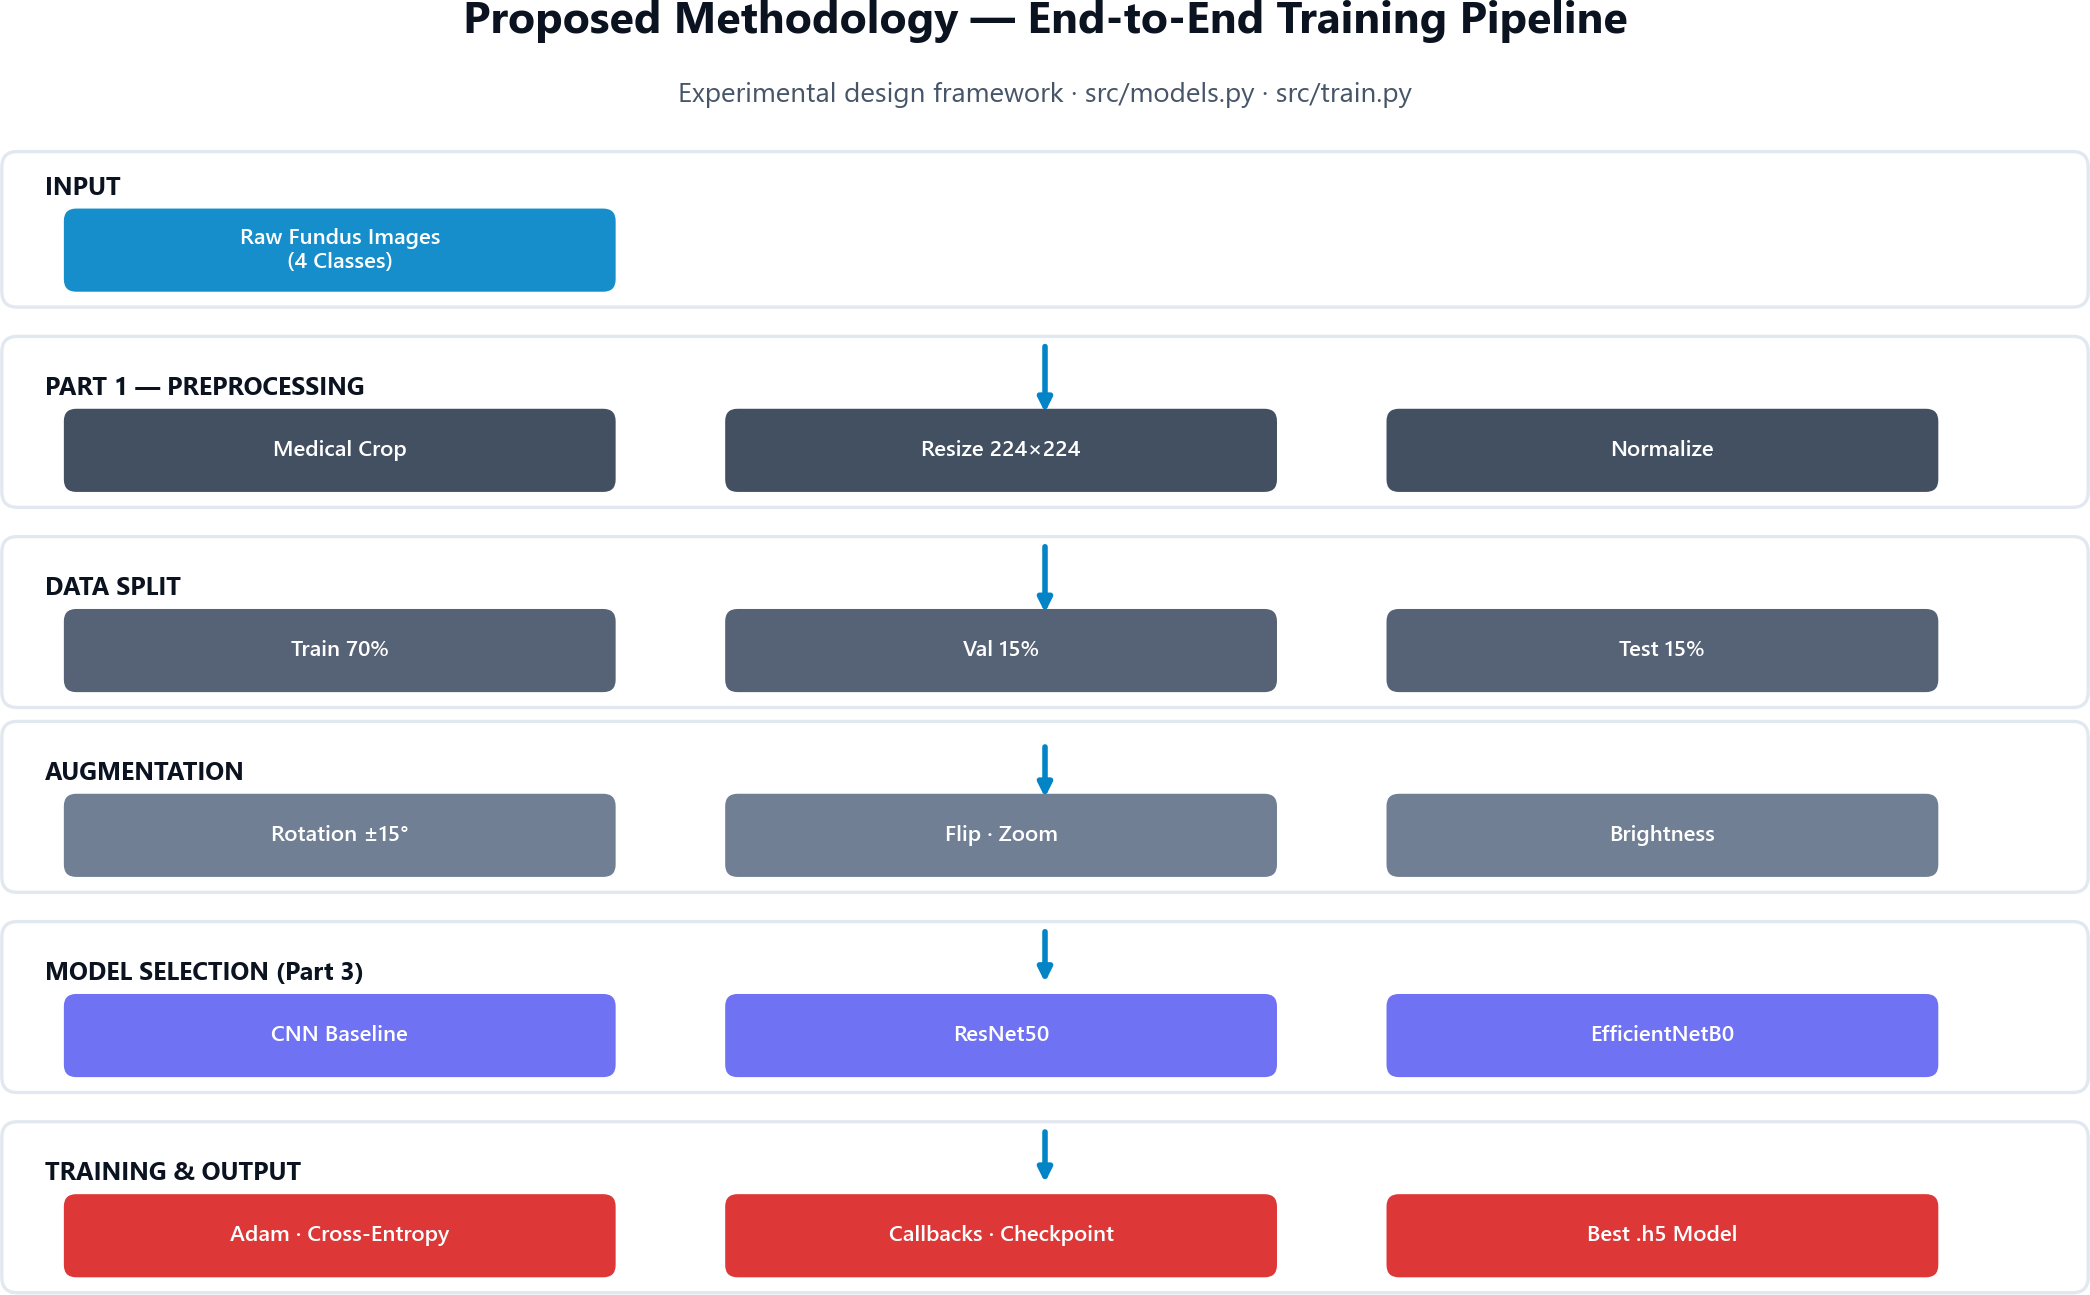 Proposed Methodology — End-to-End Training Pipeline
Experimental design framework · src/models.py · src/train.py
INPUT
Raw Fundus Images
(4 Classes)
PART 1 — PREPROCESSING
Medical Crop
Resize 224×224
Normalize
DATA SPLIT
Train 70%
Val 15%
Test 15%
AUGMENTATION
Rotation ±15°
Flip · Zoom
Brightness
MODEL SELECTION (Part 3)
CNN Baseline
ResNet50
EfficientNetB0
TRAINING & OUTPUT
Adam · Cross-Entropy
Callbacks · Checkpoint
Best .h5 Model